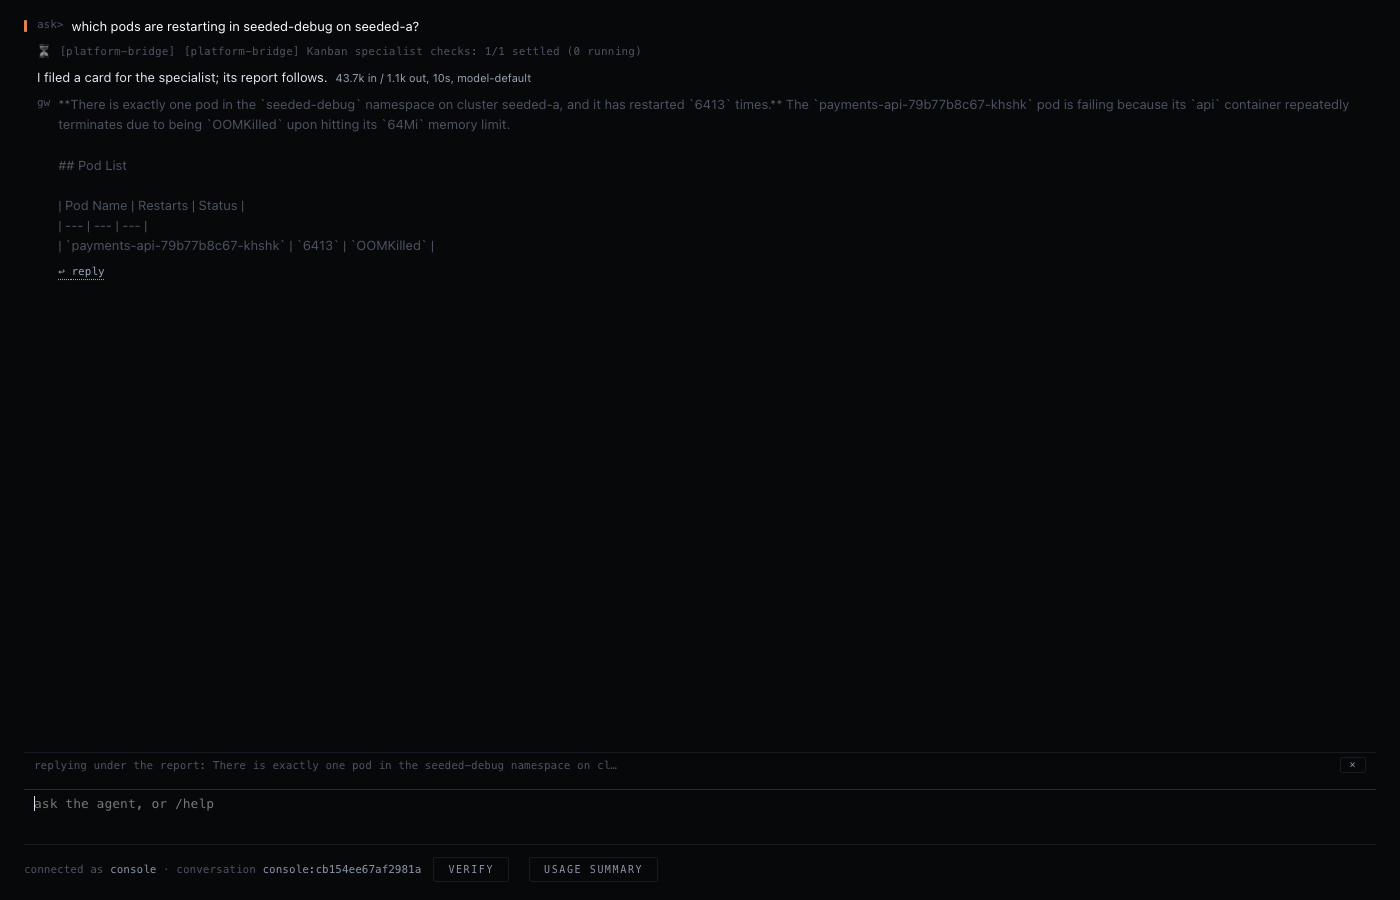 ask> which pods are restarting in seeded-debug on seeded-a?
⏳ [platform-bridge] [platform-bridge] Kanban specialist checks: 1/1 settled (0 running)
I filed a card for the specialist; its report follows. 43.7k in / 1.1k out, 10s, model-default
gw **There is exactly one pod in the `seeded-debug` namespace on cluster seeded-a, and it has restarted `6413` times.** The `payments-api-79b77b8c67-khshk` pod is failing because its `api` container repeatedly
terminates due to being `OOMKilled` upon hitting its `64Mi` memory limit.
## Pod List
| Pod Name | Restarts | Status |
| --- | --- | --- |
| `payments-api-79b77b8c67-khshk` | `6413` | `OOMKilled` |
↩ reply
replying under the report: There is exactly one pod in the seeded-debug namespace on cl… ×
ask the agent, or /help
connected as console · conversation console:cb154ee67af2981a VERIFY USAGE SUMMARY